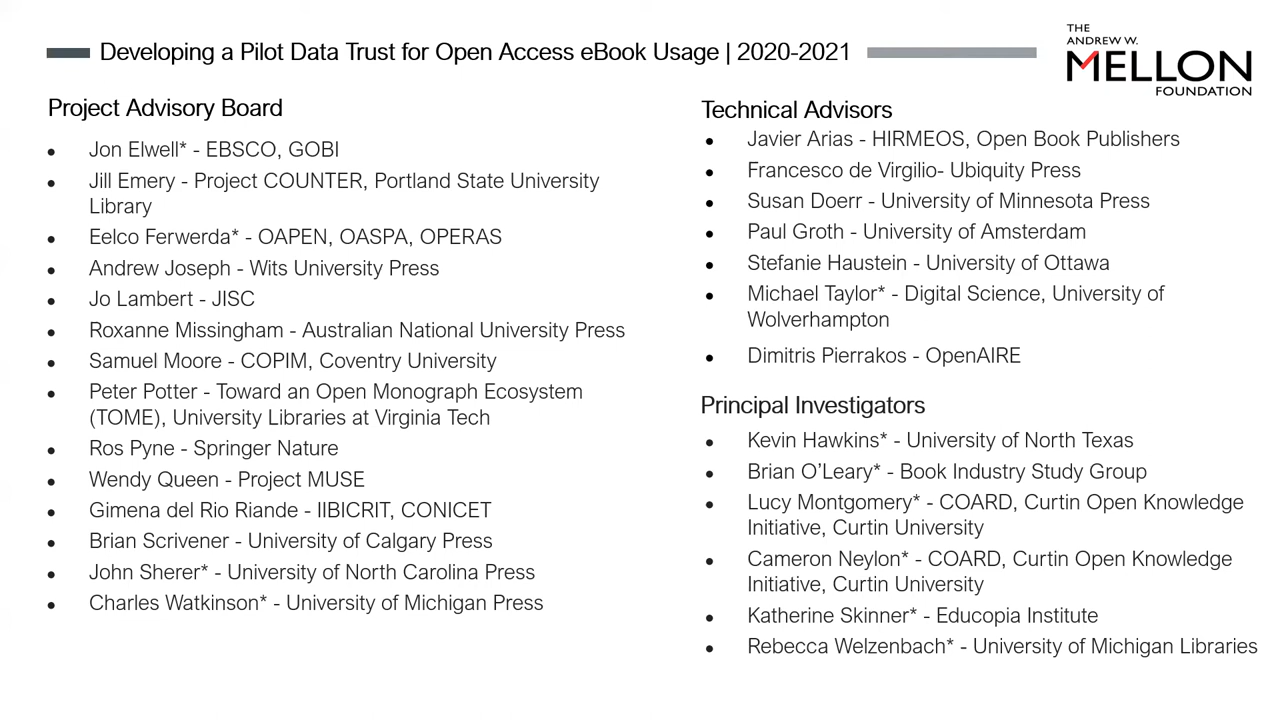 Developing a Pilot Data Trust for Open Access eBook Usage | 2020-2021
THE
ANDREW W.
MELLON
FOUNDATION
Project Advisory Board
• Jon Elwell* - EBSCO, GOBI
• Jill Emery - Project COUNTER, Portland State University
Library
• Eelco Ferwerda* - OAPEN, OASPA, OPERAS
• Andrew Joseph - Wits University Press
• Jo Lambert - JISC
• Roxanne Missingham - Australian National University Press
• Samuel Moore - COPIM, Coventry University
• Peter Potter - Toward an Open Monograph Ecosystem
(TOME), University Libraries at Virginia Tech
• Ros Pyne - Springer Nature
• Wendy Queen - Project MUSE
• Gimena del Rio Riande - IIBICRIT, CONICET
• Brian Scrivener - University of Calgary Press
• John Sherer* - University of North Carolina Press
• Charles Watkinson* - University of Michigan Press
Technical Advisors
• Javier Arias - HIRMEOS, Open Book Publishers
• Francesco de Virgilio- Ubiquity Press
• Susan Doerr - University of Minnesota Press
• Paul Groth - University of Amsterdam
• Stefanie Haustein - University of Ottawa
• Michael Taylor* - Digital Science, University of
Wolverhampton
• Dimitris Pierrakos - OpenAIRE
Principal Investigators
• Kevin Hawkins* - University of North Texas
• Brian O’Leary* - Book Industry Study Group
• Lucy Montgomery* - COARD, Curtin Open Knowledge
Initiative, Curtin University
• Cameron Neylon* - COARD, Curtin Open Knowledge
Initiative, Curtin University
• Katherine Skinner* - Educopia Institute
• Rebecca Welzenbach* - University of Michigan Libraries